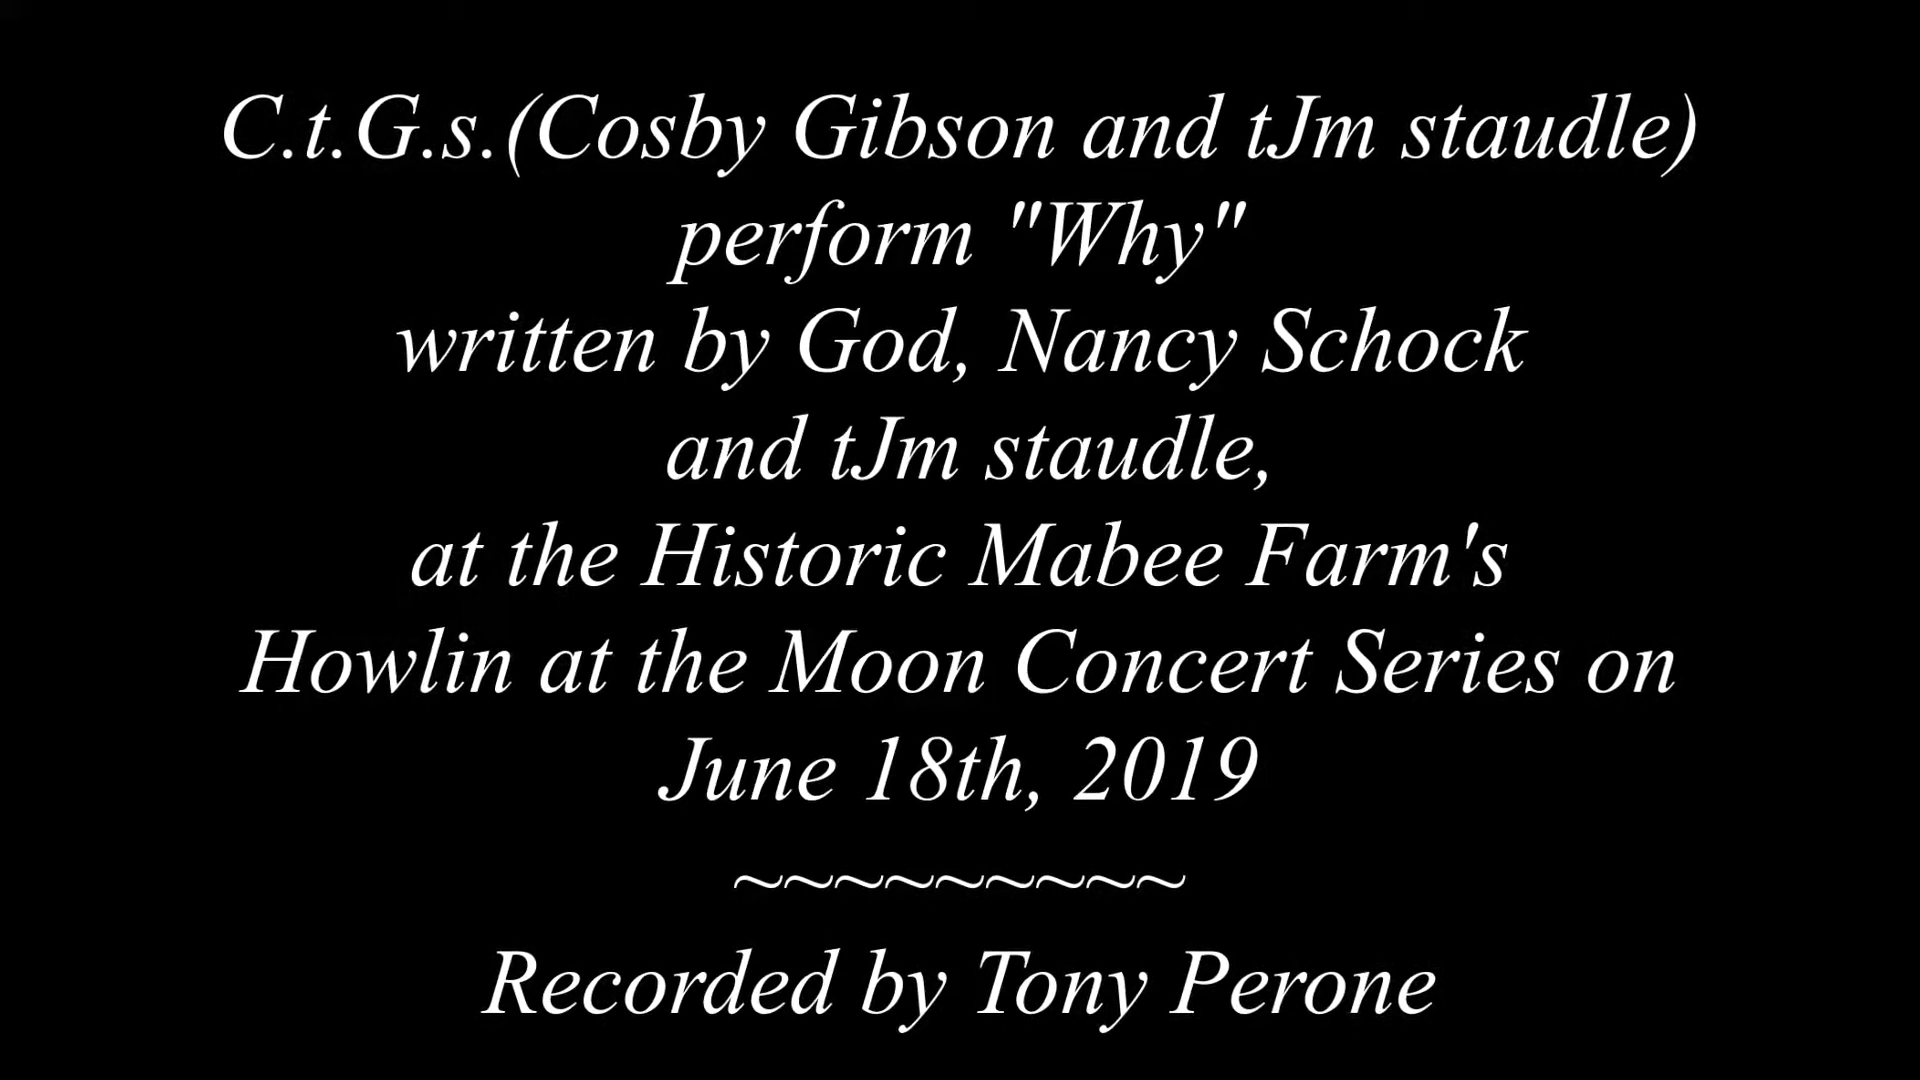 C.t.G.s.(Cosby Gibson and tJm staudle)
perform "Why"
written by God, Nancy Schock
and tJm staudle,
at the Historic Mabee Farm's
Howlin at the Moon Concert Series on
June 18th, 2019
~~~~~~~~~
Recorded by Tony Perone